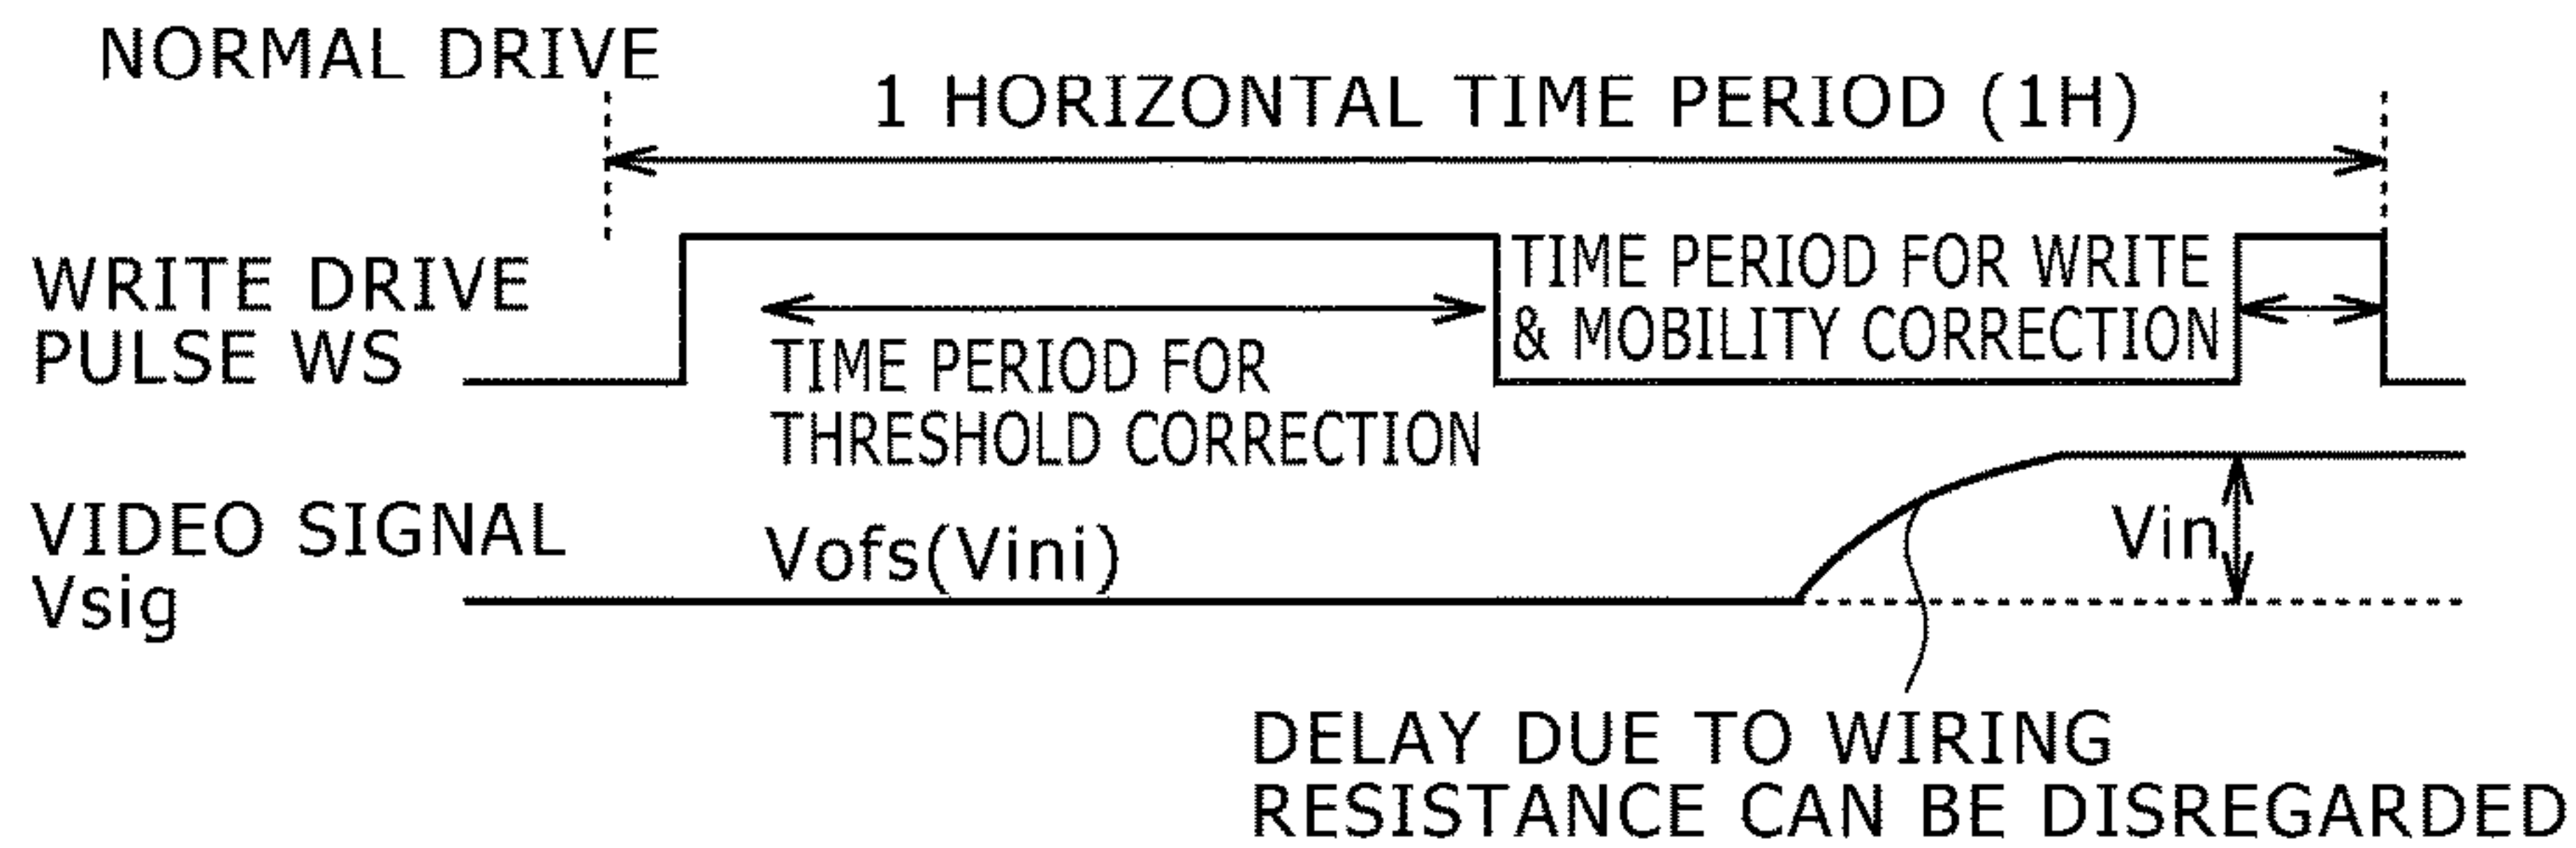 NORMAL DRIVE
1 HORIZONTAL TIME PERIOD (1H)
WRITE DRIVE
PULSE WS
TIME PERIOD FOR
THRESHOLD CORRECTION
TIME PERIOD FOR WRITE
& MOBILITY CORRECTION
VIDEO SIGNAL
Vsig
Vofs(Vini)
Vin
DELAY DUE TO WIRING
RESISTANCE CAN BE DISREGARDED